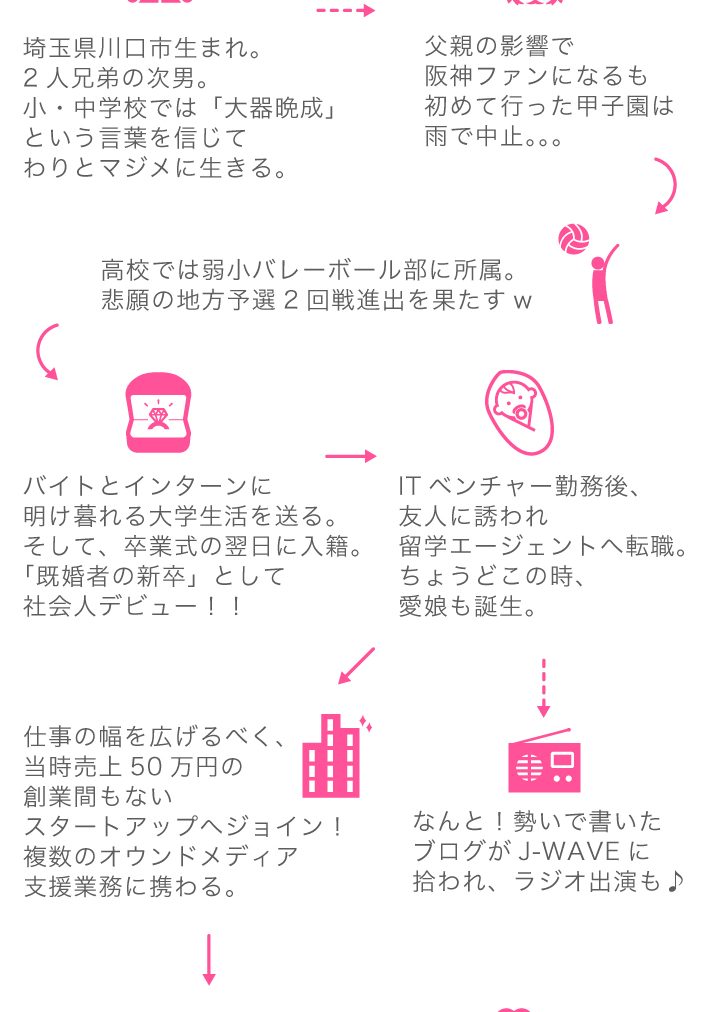 埼玉県川口市生まれ。
2人兄弟の次男。
小・中学校では「大器晩成」
という言葉を信じて
わりとマジメに生きる。
父親の影響で
阪神ファンになるも
初めて行った甲子園は
雨で中止。。。
高校では弱小バレーボール部に所属。
悲願の地方予選2回戦進出を果たすw
バイトとインターンに
明け暮れる大学生活を送る。
そして、卒業式の翌日に入籍。
「既婚者の新卒」として
社会人デビュー！！
ITベンチャー勤務後、
友人に誘われ
留学エージェントへ転職。
ちょうどこの時、
愛娘も誕生。
仕事の幅を広げるべく、
当時売上50万円の
創業間もない
スタートアップへジョイン！
複数のオウンドメディア
支援業務に携わる。
なんと！勢いで書いた
ブログがJ-WAVEに
拾われ、ラジオ出演も♪